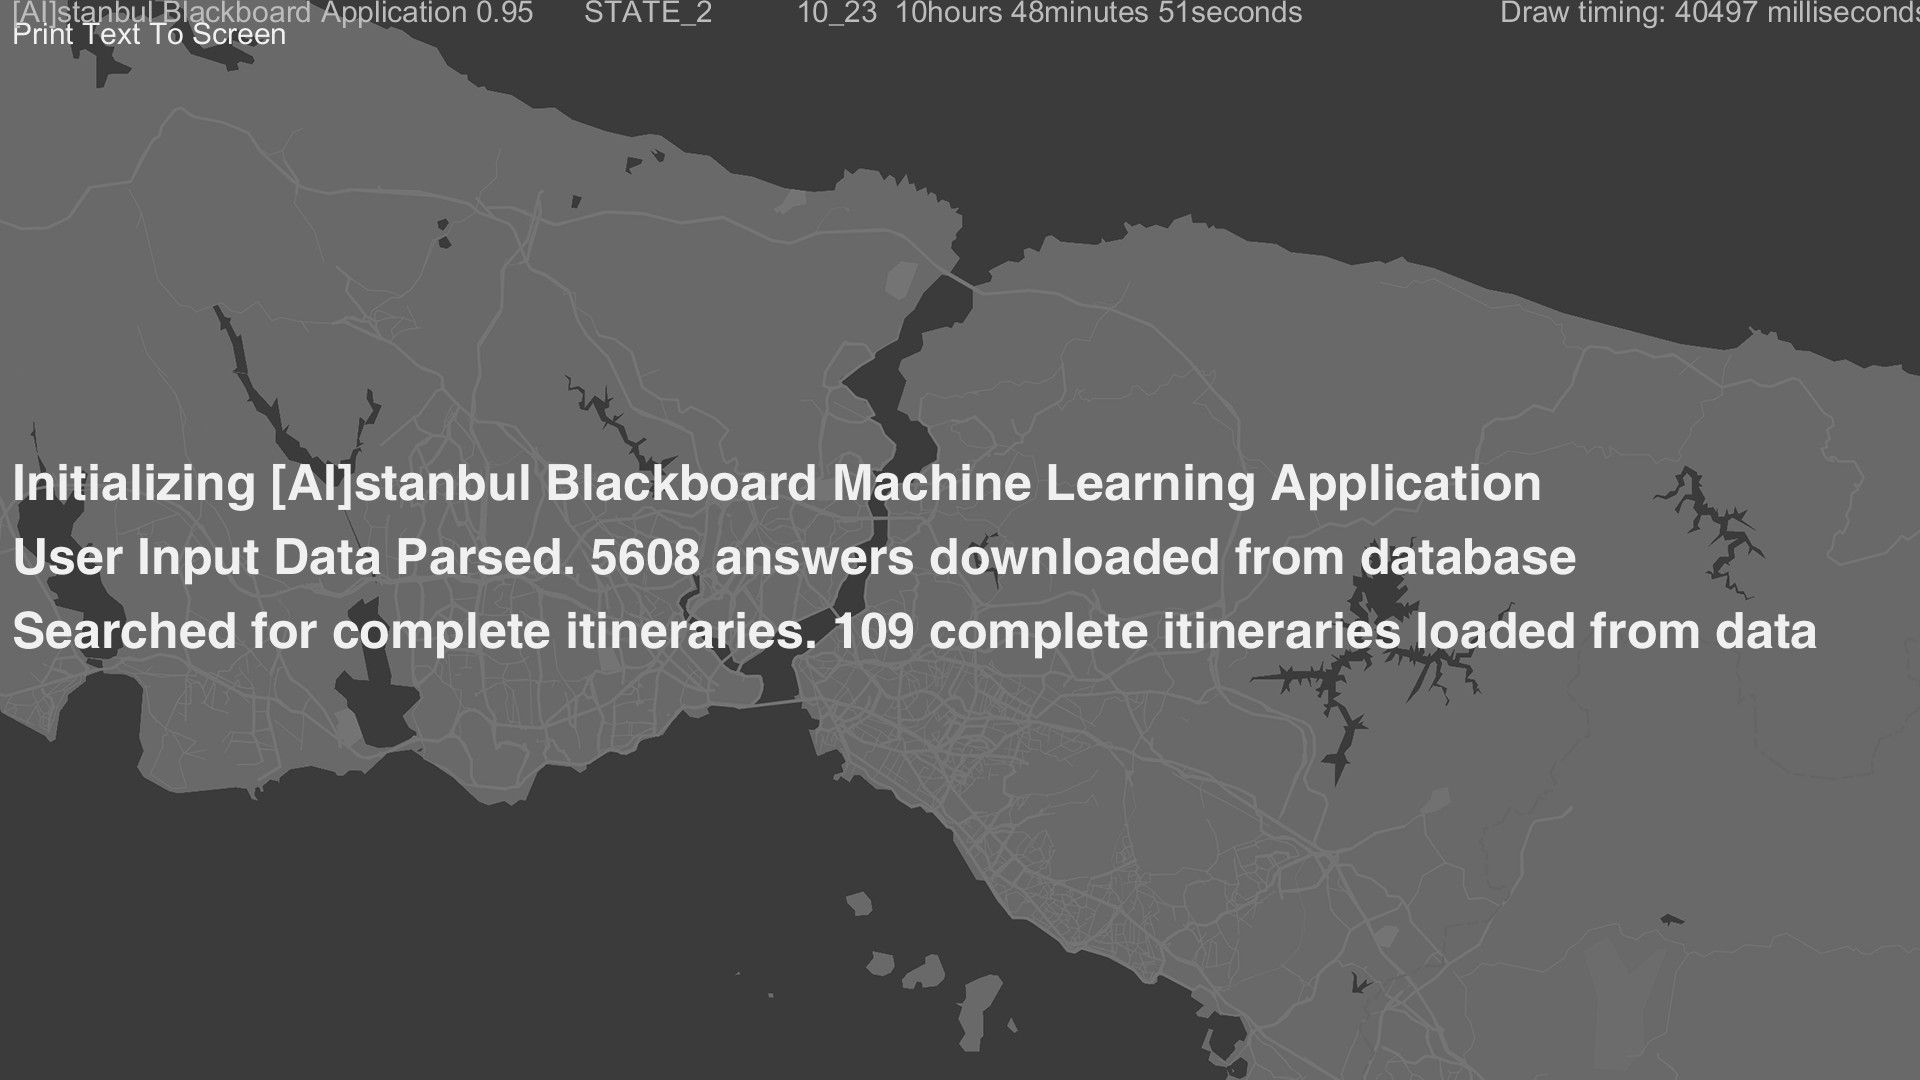 [AI]stanbul Blackboard Application 0.95 STATE_2 10_23 10hours 48minutes 51seconds Draw timing: 40497 milliseconds
Print Text To Screen
Initializing [AI]stanbul Blackboard Machine Learning Application
User Input Data Parsed. 5608 answers downloaded from database
Searched for complete itineraries. 109 complete itineraries loaded from data